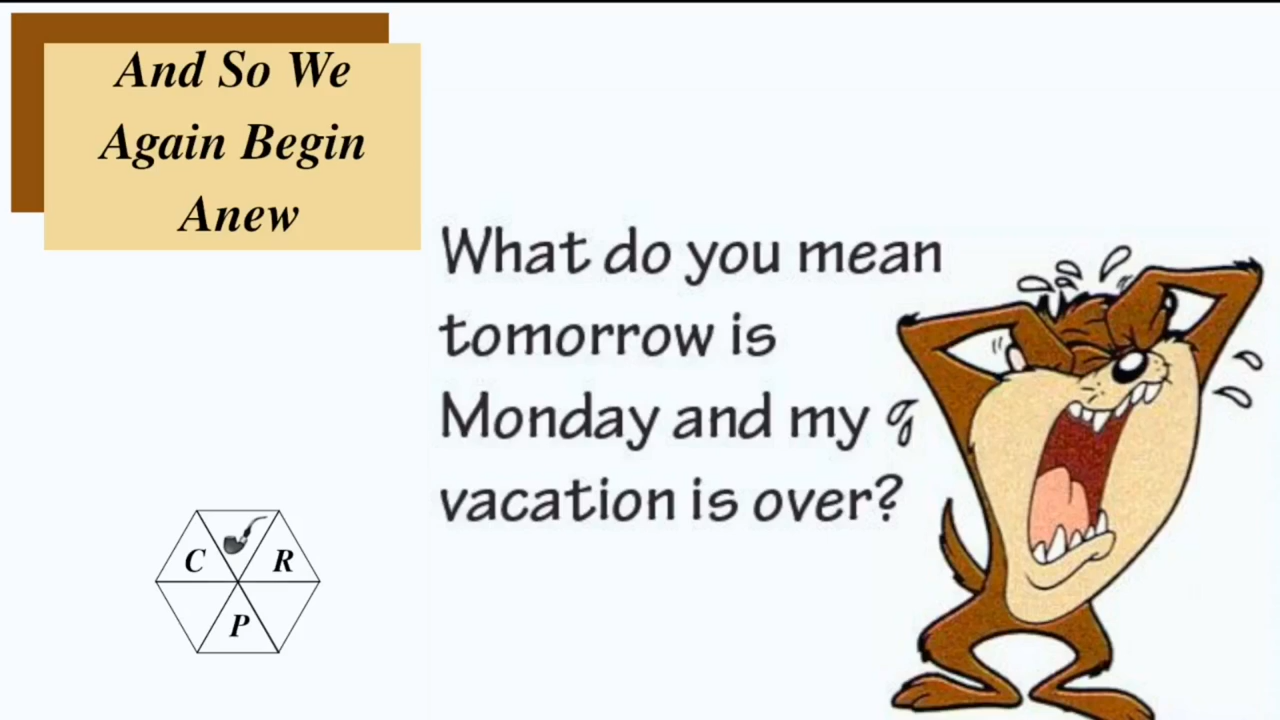 And So We
Again Begin
Anew
What do you mean
tomorrow is
Monday and my
vacation is over?
C R
P